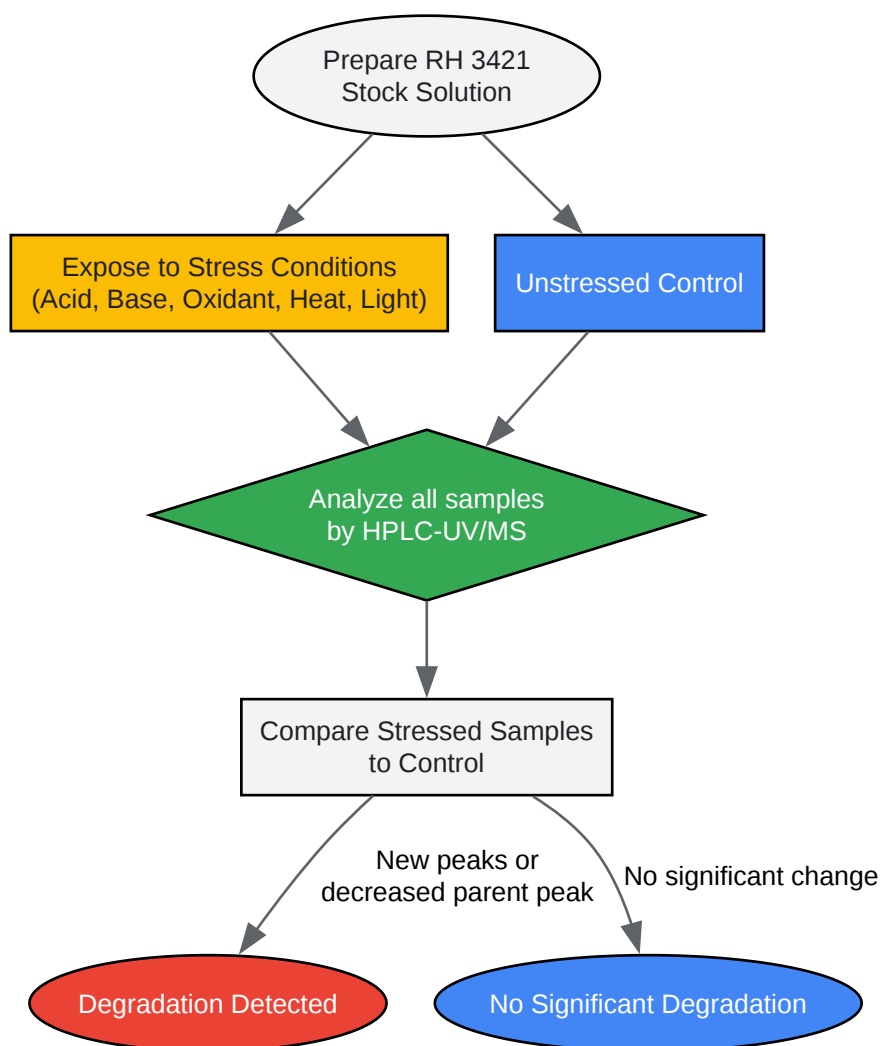 Prepare RH 3421
Stock Solution
Expose to Stress Conditions
(Acid, Base, Oxidant, Heat, Light)
Unstressed Control
Analyze all samples
by HPLC-UV/MS
Compare Stressed Samples
to Control
New peaks or
decreased parent peak
No significant change
Degradation Detected
No Significant Degradation